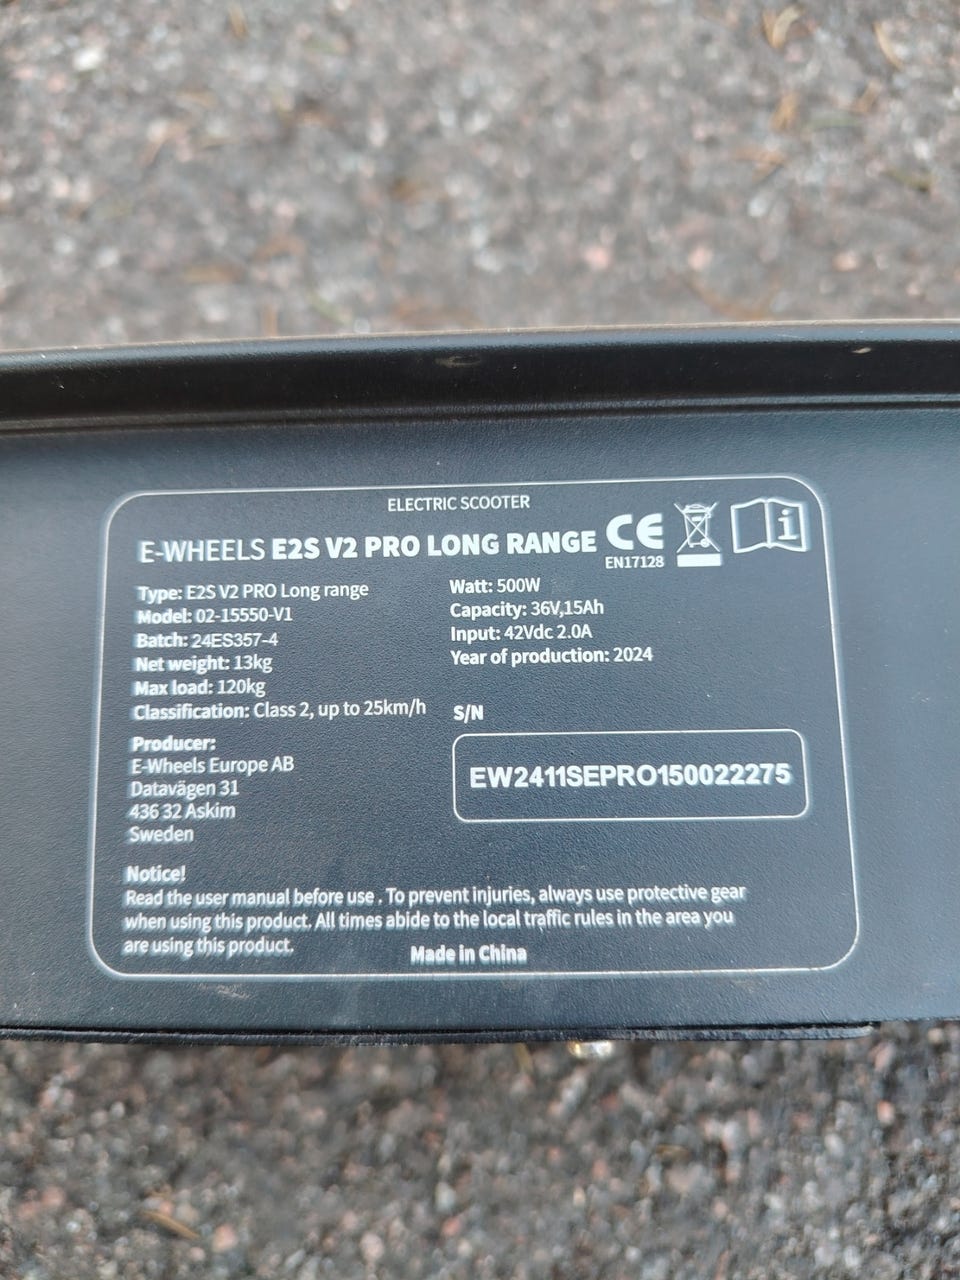 ELECTRIC SCOOTER
E-WHEELS E2S V2 PRO LONG RANGE CE
EN17128
Type: E2S V2 PRO Long range
Model: 02-15550-V1
Batch: 24ES357-4
Net weight: 13kg
Max load: 120kg
Classification: Class 2, up to 25km/h
Watt: 500W
Capacity: 36V,15Ah
Input: 42Vdc 2.0A
Year of production: 2024
S/N
EW2411SEPRO150022275
Producer:
E-Wheels Europe AB
Datavägen 31
436 32 Askim
Sweden
Notice!
Read the user manual before use . To prevent injuries, always use protective gear
when using this product. All times abide to the local traffic rules in the area you
are using this product.
Made in China